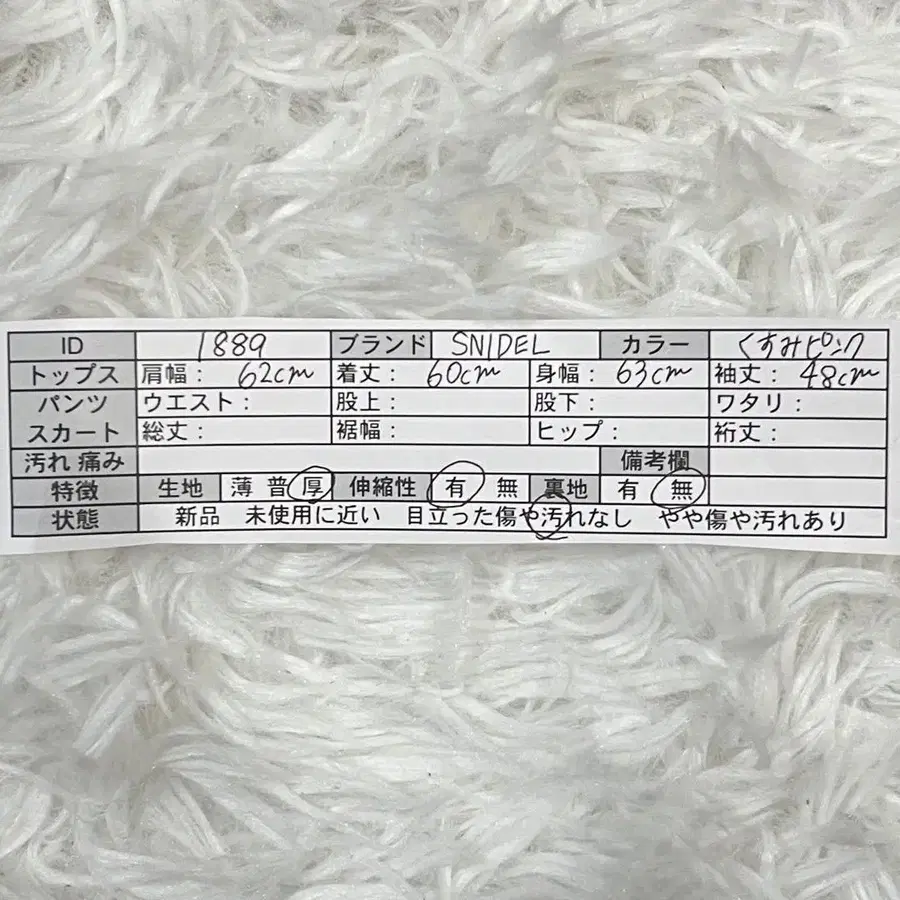 ID 1889 ブランド SNIDEL カラー くすみピンク
トップス 肩幅： 62cm 着丈： 60cm 身幅： 63cm 袖丈： 48cm
パンツ ウエスト： 股上： 股下： ワタリ：
スカート 総丈： 裾幅： ヒップ： 裄丈：
汚れ 痛み 備考欄
特徴 生地 薄 普 厚 伸縮性 有 無 裏地 有 無
状態 新品 未使用に近い 目立った傷や汚れなし やや傷や汚れあり